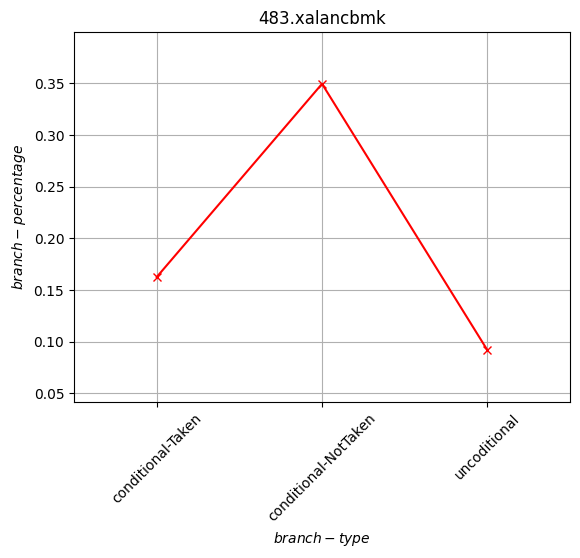 483.xalancbmk
branch − percentage
0.35
0.30
0.25
0.20
0.15
0.10
0.05
conditional-Taken
conditional-NotTaken
uncoditional
branch − type